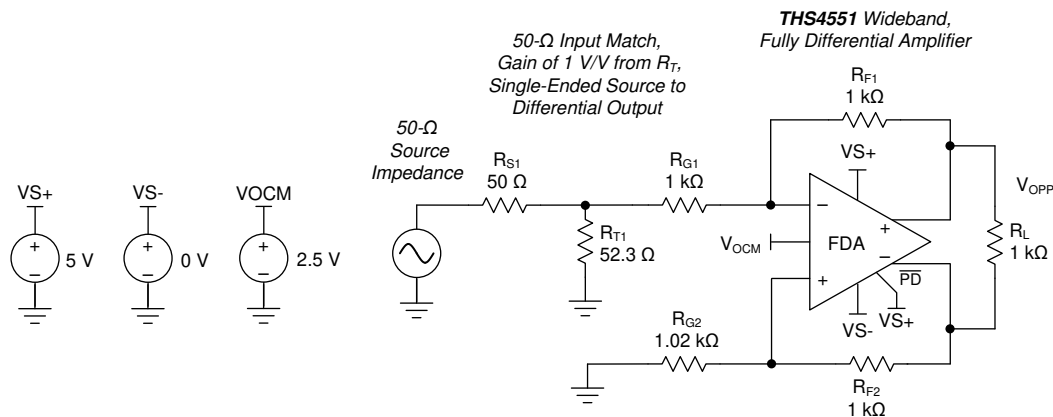 THS4551 Wideband,
Fully Differential Amplifier
50-Ω Input Match,
Gain of 1 V/V from RT,
Single-Ended Source to
Differential Output
50-Ω
Source
Impedance
RF1
1 kΩ
RS1
50 Ω
RG1
1 kΩ
VS+
VS+
5 V
VS-
0 V
VOCM
2.5 V
RT1
52.3 Ω
VOCM
−
+
FDA
+
−
PD
VS-
VS+
VOPP
RL
1 kΩ
RG2
1.02 kΩ
RF2
1 kΩ
+
−
+
−
+
−